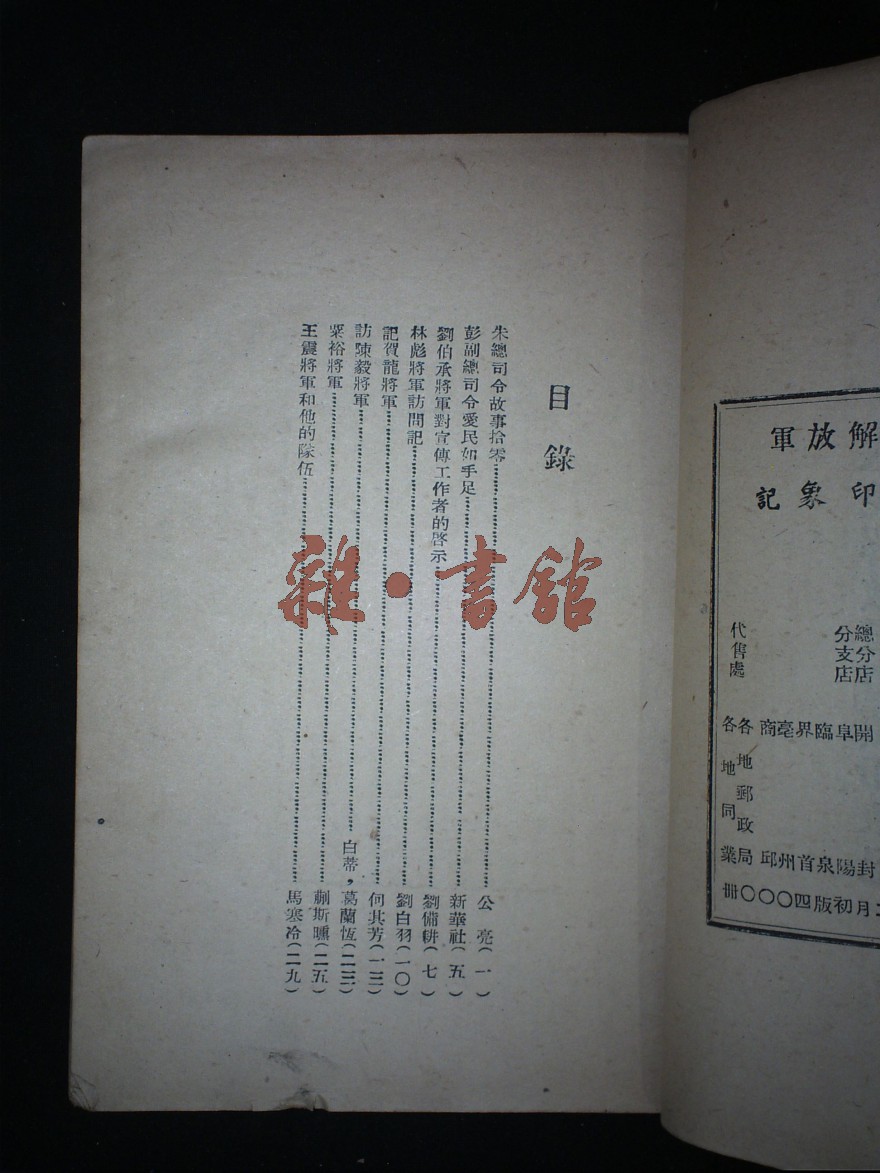 目錄
朱總司令故事拾零 公亮(一)
彭副總司令愛民如手足 新華社(五)
劉伯承將軍對宣傳工作者的啓示 劉備耕(七)
林彪將軍訪問記 劉白羽(一〇)
記賀龍將軍 何其芳(一三)
訪陳毅將軍 白蒂，葛蘭恆(二三)
粟裕將軍 蒯斯曛(二五)
王震將軍和他的隊伍 馬寒冷(二九)
雜·書館
解放軍
印象記
總分店
分支店
代售處
開封
阜陽
臨泉
界首
亳州
商邱
各地郵政局
各地同業
月初版四〇〇〇冊